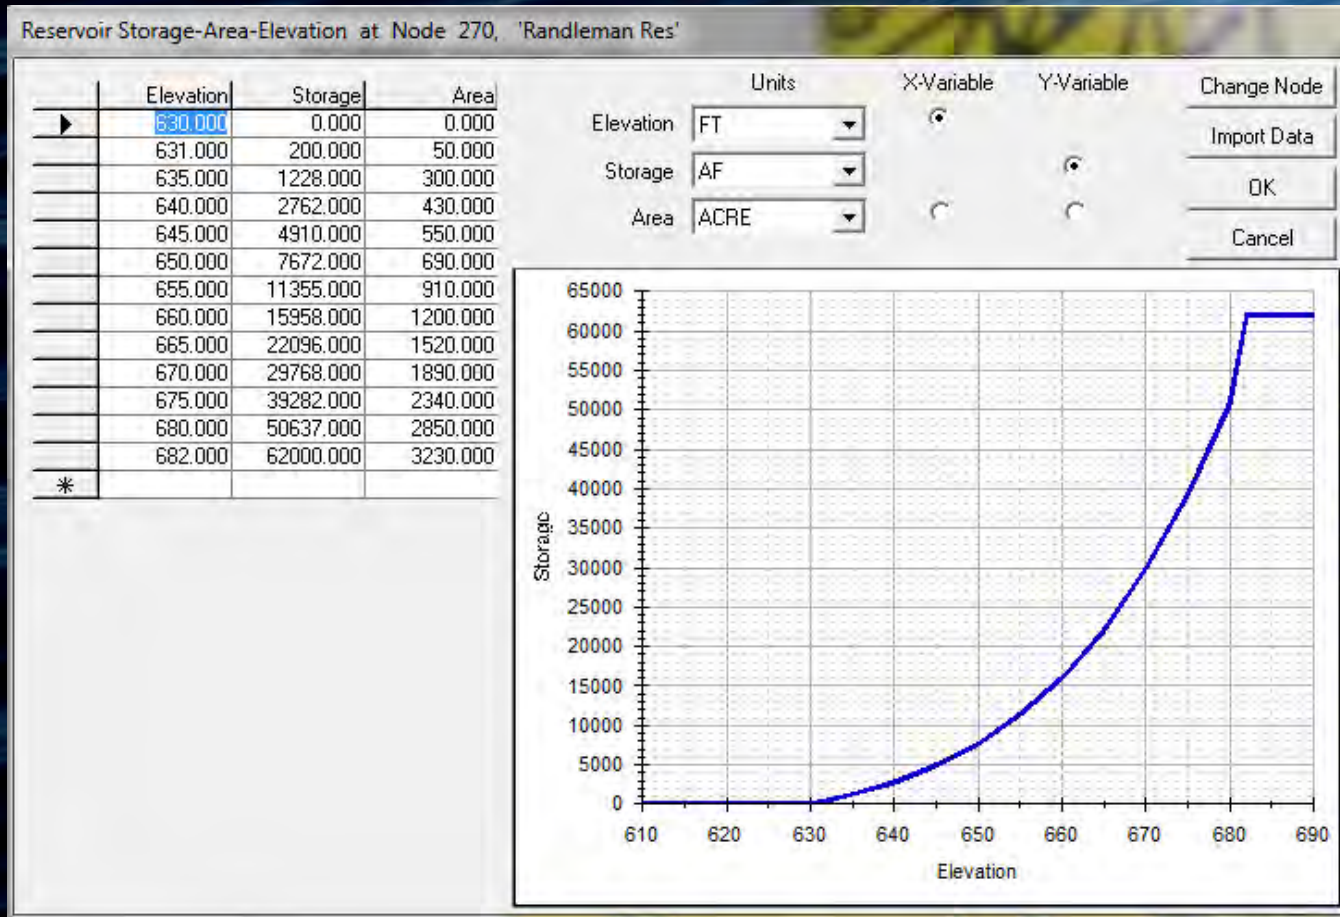 Reservoir Storage-Area-Elevation at Node 270, 'Randleman Res'
Elevation Storage Area
630.000 0.000 0.000
631.000 200.000 50.000
635.000 1228.000 300.000
640.000 2762.000 430.000
645.000 4910.000 550.000
650.000 7672.000 690.000
655.000 11355.000 910.000
660.000 15958.000 1200.000
665.000 22096.000 1520.000
670.000 29768.000 1890.000
675.000 39282.000 2340.000
680.000 50637.000 2850.000
682.000 62000.000 3230.000
*
Units X-Variable Y-Variable
Elevation FT
Storage AF
Area ACRE
Change Node
Import Data
OK
Cancel
65000
60000
55000
50000
45000
40000
35000
30000
25000
20000
15000
10000
5000
0
Storage
610 620 630 640 650 660 670 680 690
Elevation